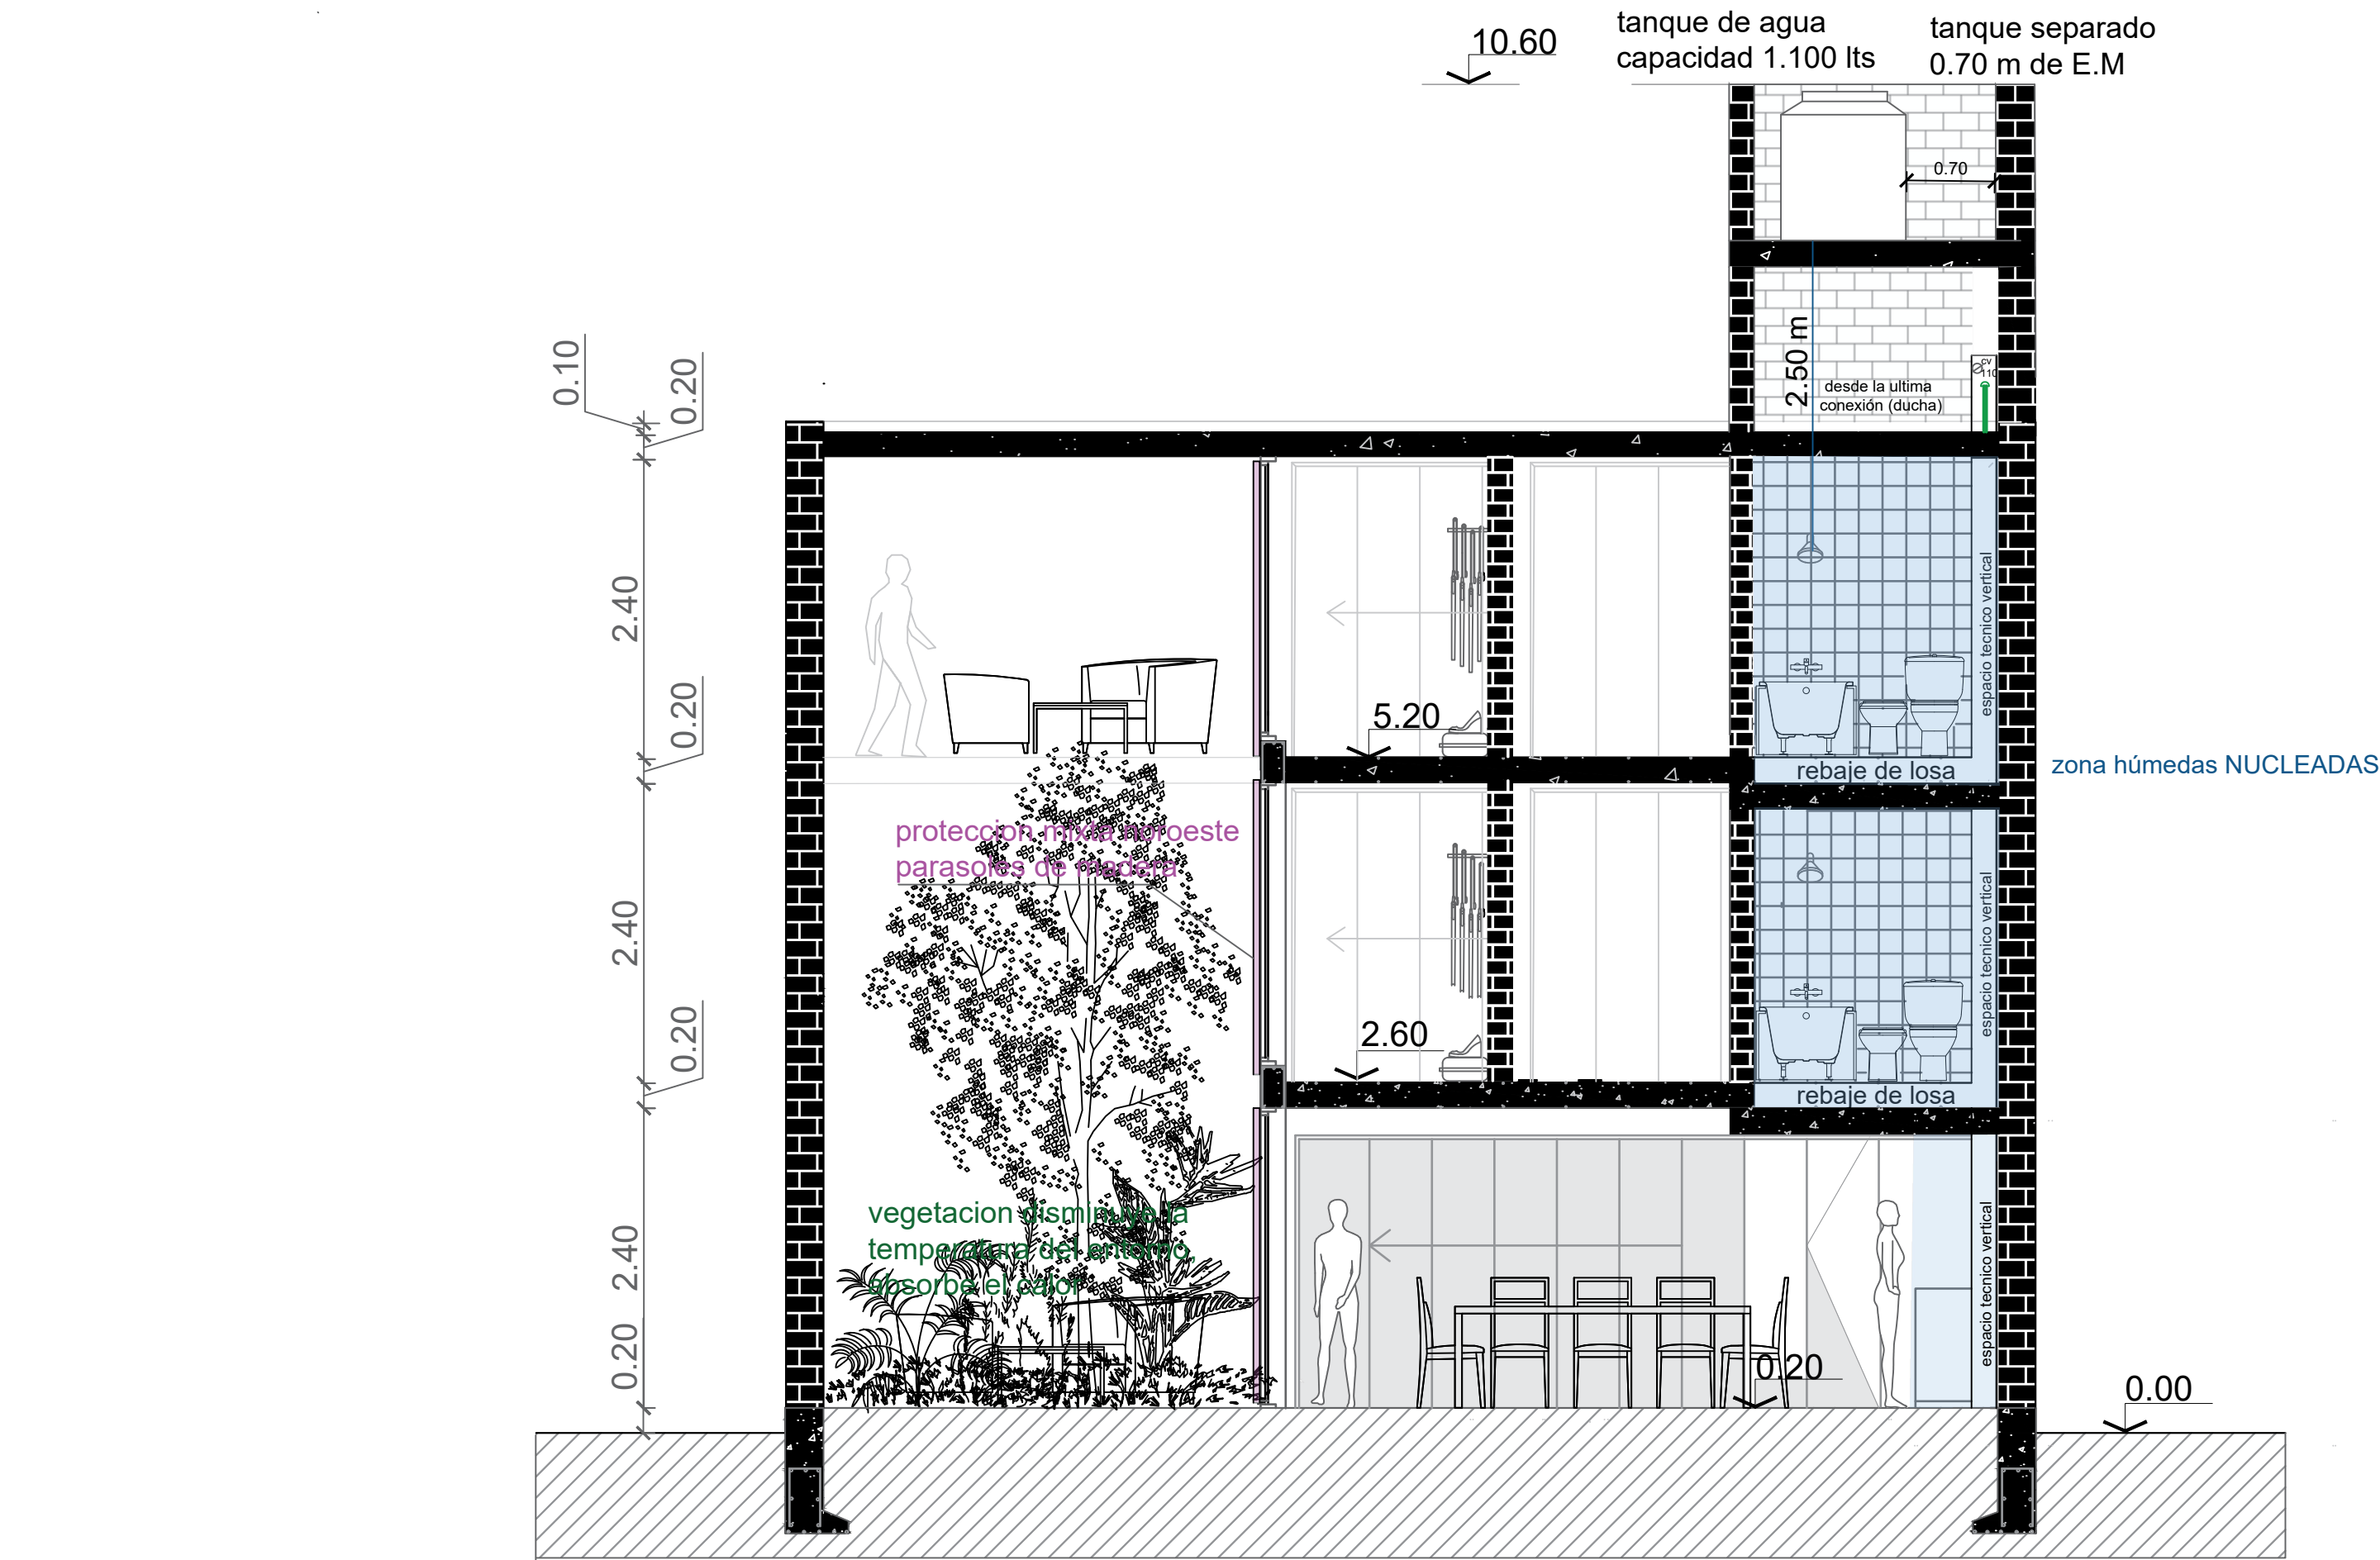 10.60
tanque de agua
capacidad 1.100 lts
tanque separado
0.70 m de E.M
0.70
2.50 m
desde la ultima
conexión (ducha)
cv
110
0.10
0.20
2.40
0.20
2.40
0.20
2.40
0.20
5.20
2.60
0.20
0.00
espacio tecnico vertical
rebaje de losa
zona húmedas NUCLEADAS
espacio tecnico vertical
rebaje de losa
espacio tecnico vertical
proteccion mixta noroeste
parasoles de madera
vegetacion disminuye la
temperatura del entorno,
absorbe el calor